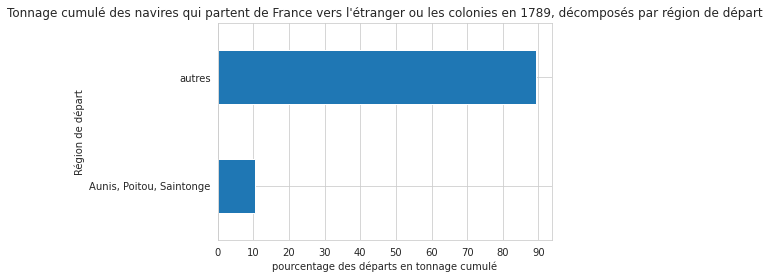 Tonnage cumulé des navires qui partent de France vers l'étranger ou les colonies en 1789, décomposés par région de départ
Région de départ
autres
Aunis, Poitou, Saintonge
0 10 20 30 40 50 60 70 80 90
pourcentage des départs en tonnage cumulé